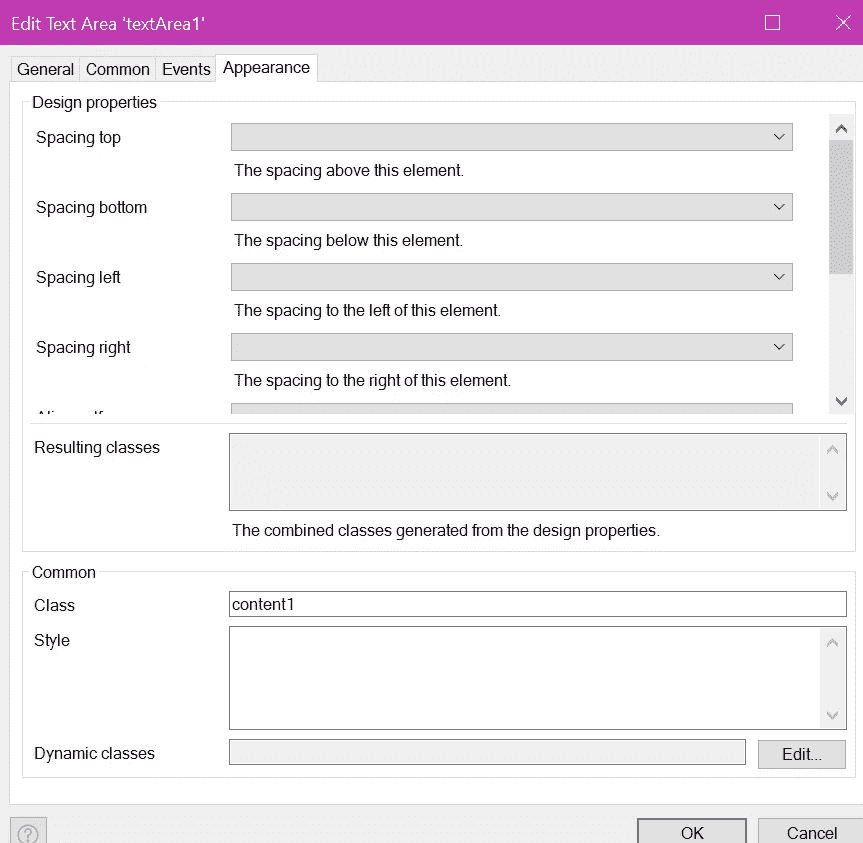 Edit Text Area 'textArea1'
General Common Events Appearance
Design properties
Spacing top
The spacing above this element.
Spacing bottom
The spacing below this element.
Spacing left
The spacing to the left of this element.
Spacing right
The spacing to the right of this element.
Resulting classes
The combined classes generated from the design properties.
Common
Class content1
Style
Dynamic classes Edit...
? OK Cancel